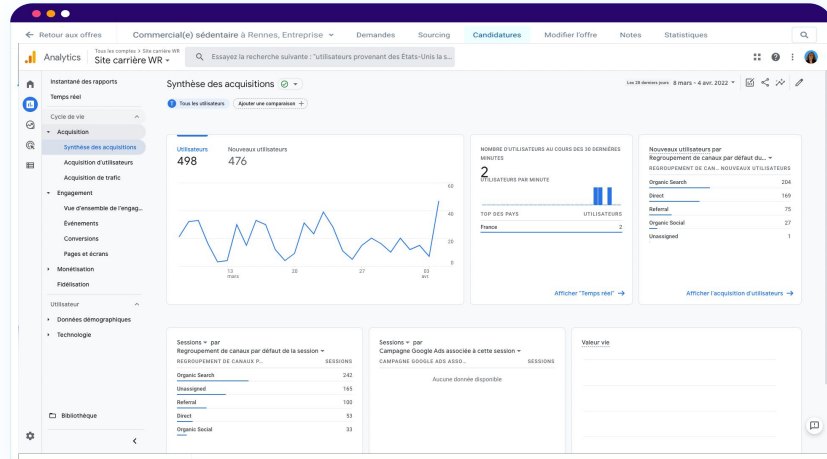 Retour aux offres
Commercial(e) sédentaire à Rennes, Entreprise
Demandes
Sourcing
Candidatures
Modifier l'offre
Notes
Statistiques
Analytics
Tous les comptes > Site carrière WR
Site carrière WR
Essayez la recherche suivante : "utilisateurs provenant des États-Unis la s...
Instantané des rapports
Temps réel
Cycle de vie
Acquisition
Synthèse des acquisitions
Acquisition d'utilisateurs
Acquisition de trafic
Engagement
Vue d'ensemble de l'engag...
Événements
Conversions
Pages et écrans
Monétisation
Fidélisation
Utilisateur
Données démographiques
Technologie
Bibliothèque
Synthèse des acquisitions
Les 28 derniers jours 8 mars - 4 avr. 2022
T Tous les utilisateurs
Ajouter une comparaison +
Utilisateurs
498
Nouveaux utilisateurs
476
60
40
20
0
13
mars
20
27
03
avr.
NOMBRE D'UTILISATEURS AU COURS DES 30 DERNIÈRES
MINUTES
2
UTILISATEURS PAR MINUTE
TOP DES PAYS UTILISATEURS
France 2
Afficher "Temps réel" →
Nouveaux utilisateurs par
Regroupement de canaux par défaut du...
REGROUPEMENT DE CAN... NOUVEAUX UTILISATEURS
Organic Search 204
Direct 169
Referral 75
Organic Social 27
Unassigned 1
Afficher l'acquisition d'utilisateurs →
Sessions par
Regroupement de canaux par défaut de la session
REGROUPEMENT DE CANAUX P... SESSIONS
Organic Search 242
Unassigned 165
Referral 100
Direct 53
Organic Social 33
Sessions par
Campagne Google Ads associée à cette session
CAMPAGNE GOOGLE ADS ASSO... SESSIONS
Aucune donnée disponible
Valeur vie